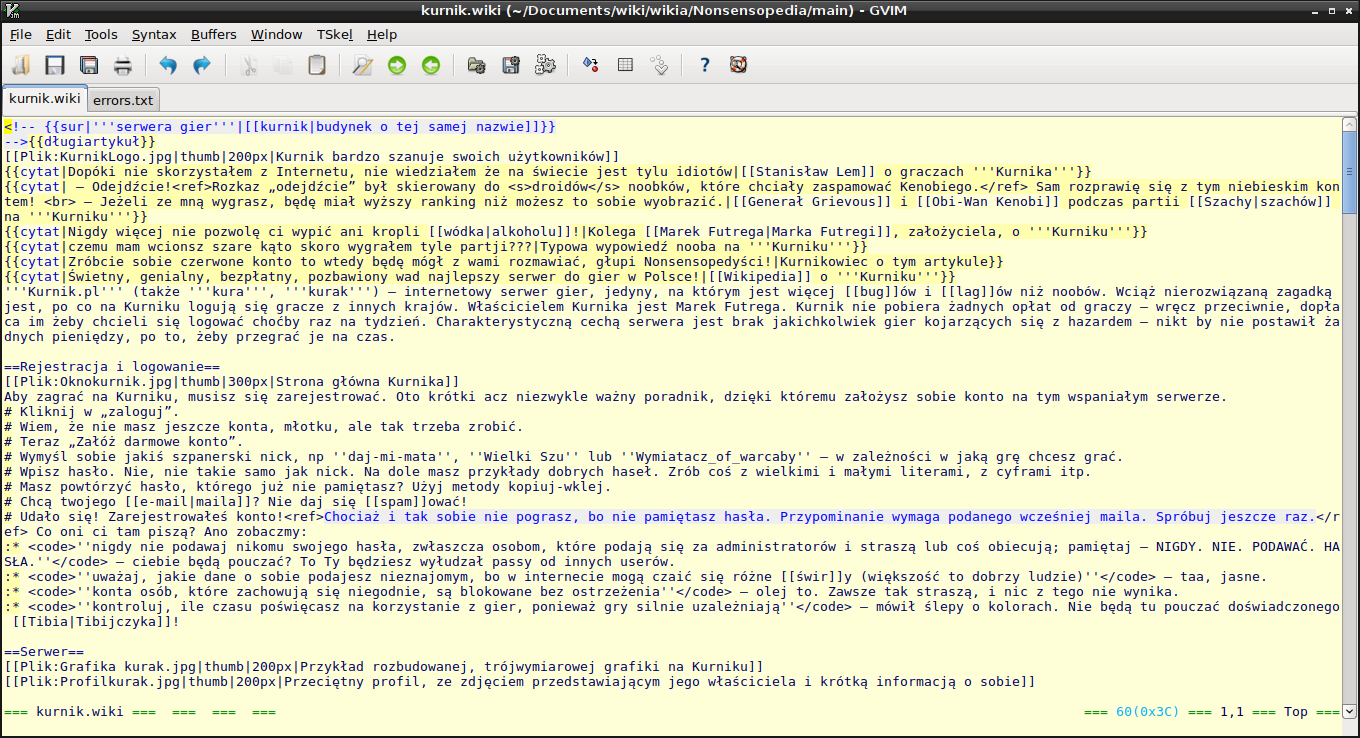 kurnik.wiki (~/Documents/wiki/wikia/Nonsensopedia/main) - GVIM
File Edit Tools Syntax Buffers Window TSkel Help
kurnik.wiki errors.txt
<!-- {{sur|'''serwera gier'''|[[kurnik|budynek o tej samej nazwie]]}}
-->{{długiartykuł}}
[[Plik:KurnikLogo.jpg|thumb|200px|Kurnik bardzo szanuje swoich użytkowników]]
{{cytat|Dopóki nie skorzystałem z Internetu, nie wiedziałem że na świecie jest tylu idiotów|[[Stanisław Lem]] o graczach '''Kurnika'''}}
{{cytat| – Odejdźcie!<ref>Rozkaz „odejdźcie” był skierowany do <s>droidów</s> noobków, które chciały zaspamować Kenobiego.</ref> Sam rozprawię się z tym niebieskim kon
tem! <br> – Jeżeli ze mną wygrasz, będę miał wyższy ranking niż możesz to sobie wyobrazić.|[[Generał Grievous]] i [[Obi-Wan Kenobi]] podczas partii [[Szachy|szachów]]
na '''Kurniku'''}}
{{cytat|Nigdy więcej nie pozwolę ci wypić ani kropli [[wódka|alkoholu]]!|Kolega [[Marek Futrega|Marka Futregi]], założyciela, o '''Kurniku'''}}
{{cytat|czemu mam wcionsz szare kąto skoro wygrałem tyle partji???|Typowa wypowiedź nooba na '''Kurniku'''}}
{{cytat|Zróbcie sobie czerwone konto to wtedy będę mógł z wami rozmawiać, głupi Nonsensopedyści!|Kurnikowiec o tym artykule}}
{{cytat|Świetny, genialny, bezpłatny, pozbawiony wad najlepszy serwer do gier w Polsce!|[[Wikipedia]] o '''Kurniku'''}}
'''Kurnik.pl''' (także '''kura''', '''kurak''') – internetowy serwer gier, jedyny, na którym jest więcej [[bug]]ów i [[lag]]ów niż noobów. Wciąż nierozwiązaną zagadką
jest, po co na Kurniku logują się gracze z innych krajów. Właścicielem Kurnika jest Marek Futrega. Kurnik nie pobiera żadnych opłat od graczy – wręcz przeciwnie, dopła
ca im żeby chcieli się logować choćby raz na tydzień. Charakterystyczną cechą serwera jest brak jakichkolwiek gier kojarzących się z hazardem – nikt by nie postawił ża
dnych pieniędzy, po to, żeby przegrać je na czas.
==Rejestracja i logowanie==
[[Plik:Oknokurnik.jpg|thumb|300px|Strona główna Kurnika]]
Aby zagrać na Kurniku, musisz się zarejestrować. Oto krótki acz niezwykle ważny poradnik, dzięki któremu założysz sobie konto na tym wspaniałym serwerze.
# Kliknij w „zaloguj”.
# Wiem, że nie masz jeszcze konta, młotku, ale tak trzeba zrobić.
# Teraz „Załóż darmowe konto”.
# Wymyśl sobie jakiś szpanerski nick, np ''daj-mi-mata'', ''Wielki Szu'' lub ''Wymiatacz_of_warcaby'' – w zależności w jaką grę chcesz grać.
# Wpisz hasło. Nie, nie takie samo jak nick. Na dole masz przykłady dobrych haseł. Zrób coś z wielkimi i małymi literami, z cyframi itp.
# Masz powtórzyć hasło, którego już nie pamiętasz? Użyj metody kopiuj-wklej.
# Chcą twojego [[e-mail|maila]]? Nie daj się [[spam]]ować!
# Udało się! Zarejestrowałeś konto!<ref>Chociaż i tak sobie nie pograsz, bo nie pamiętasz hasła. Przypominanie wymaga podanego wcześniej maila. Spróbuj jeszcze raz.</r
ef> Co oni ci tam piszą? Ano zobaczmy:
:* <code>''nigdy nie podawaj nikomu swojego hasła, zwłaszcza osobom, które podają się za administratorów i straszą lub coś obiecują; pamiętaj – NIGDY. NIE. PODAWAĆ. HA
SŁA.''</code> – ciebie będą pouczać? To Ty będziesz wyłudzał passy od innych userów.
:* <code>''uważaj, jakie dane o sobie podajesz nieznajomym, bo w internecie mogą czaić się różne [[świr]]y (większość to dobrzy ludzie)''</code> – taa, jasne.
:* <code>''konta osób, które zachowują się niegodnie, są blokowane bez ostrzeżenia''</code> – olej to. Zawsze tak straszą, i nic z tego nie wynika.
:* <code>''kontroluj, ile czasu poświęcasz na korzystanie z gier, ponieważ gry silnie uzależniają''</code> – mówił ślepy o kolorach. Nie będą tu pouczać doświadczonego
[[Tibia|Tibijczyka]]!
==Serwer==
[[Plik:Grafika kurak.jpg|thumb|200px|Przykład rozbudowanej, trójwymiarowej grafiki na Kurniku]]
[[Plik:Profilkurak.jpg|thumb|200px|Przeciętny profil, ze zdjęciem przedstawiającym jego właściciela i krótką informacją o sobie]]
=== kurnik.wiki === === === === === 60(0x3C) === 1,1 === Top ===